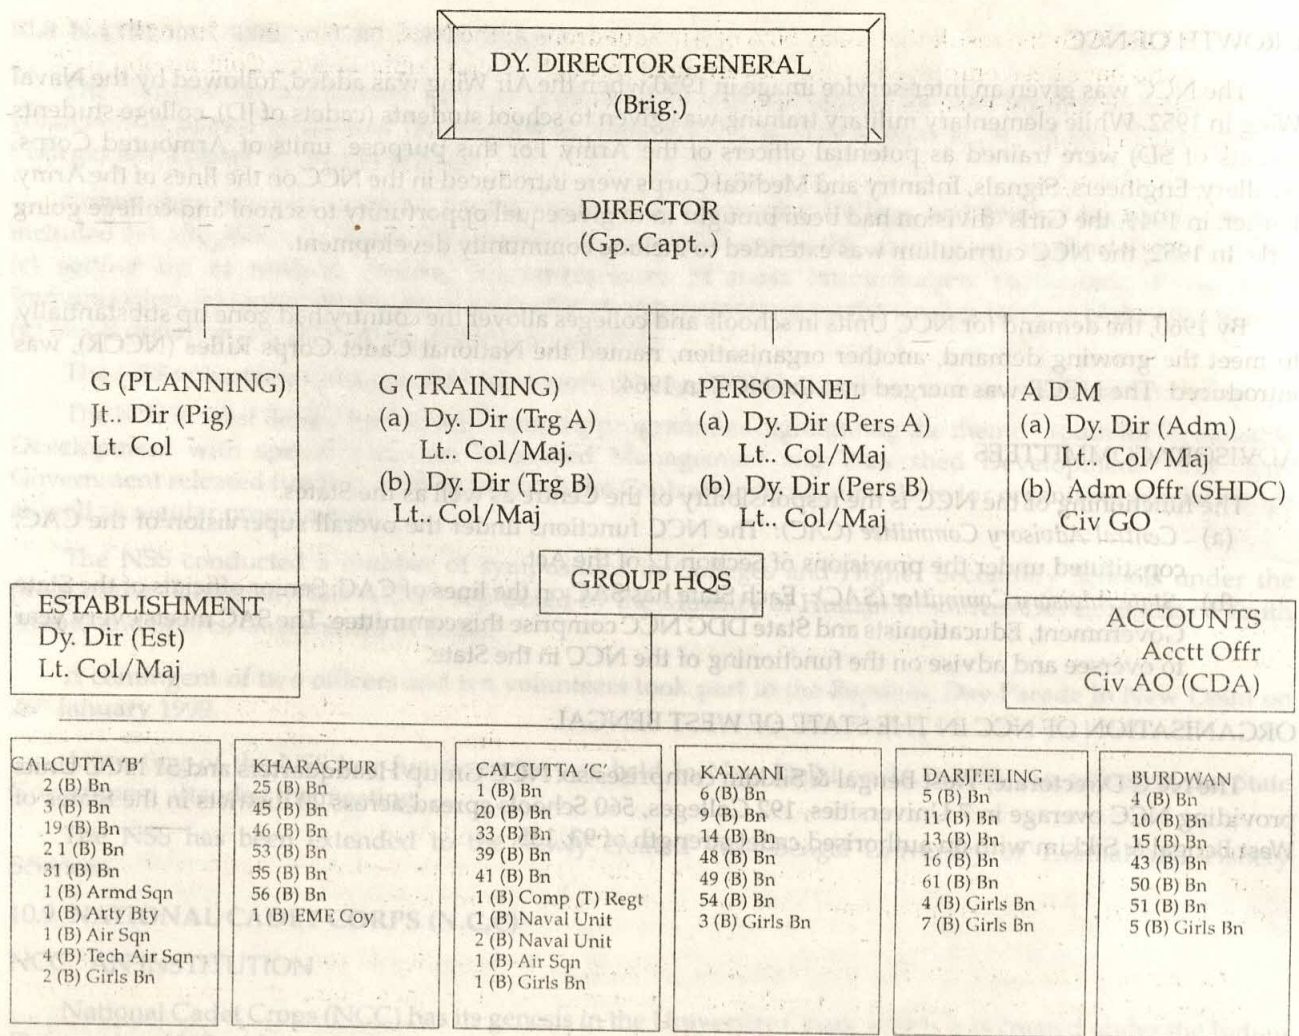 DY. DIRECTOR GENERAL
(Brig.)
DIRECTOR
(Gp. Capt..)
G (PLANNING)
Jt.. Dir (Pig)
Lt. Col
G (TRAINING)
(a) Dy. Dir (Trg A)
Lt.. Col/Maj.
(b) Dy. Dir (Trg B)
Lt.. Col/Maj
PERSONNEL
(a) Dy. Dir (Pers A)
Lt.. Col/Maj
(b) Dy. Dir (Pers B)
Lt.. Col/Maj
A D M
(a) Dy. Dir (Adm)
Lt.. Col/Maj
(b) Adm Offr (SHDC)
Civ GO
GROUP HQS
ESTABLISHMENT
Dy. Dir (Est)
Lt. Col/Maj
ACCOUNTS
Acctt Offr
Civ AO (CDA)
CALCUTTA'B'
2 (B) Bn
3 (B) Bn
19 (B) Bn
2 1 (B) Bn
31 (B) Bn
1 (B) Armd Sqn
1 (B) Arty Bty
1 (B) Air Sqn
4 (B) Tech Air Sqn
2 (B) Girls Bn
KHARAGPUR
25 (B) Bn
45 (B) Bn
46 (B) Bn
53 (B) Bn
55 (B) Bn
56 (B) Bn
1 (B) EME Coy
CALCUTTA 'C'
1 (B) Bn
20 (B) Bn
33 (B) Bn
39 (B) Bn
41 (B) Bn
1 (B) Comp (T) Regt
1 (B) Naval Unit
2 (B) Naval Unit
1 (B) Air Sqn
1 (B) Girls Bn
KALYANI
6 (B) Bn
9 (B) Bn
14 (B) Bn
48 (B) Bn
49 (B) Bn
54 (B) Bn
3 (B) Girls Bn
DARJEELING
5 (B) Bn
11 (B) Bn
13 (B) Bn
16 (B) Bn
61 (B) Bn
4 (B) Girls Bn
7 (B) Girls Bn
BURDWAN
9 (B) Bn
10 (B) Bn
15 (B) Bn
43 (B) Bn
50 (B) Bn
51 (B) Bn
5 (B) Girls Bn